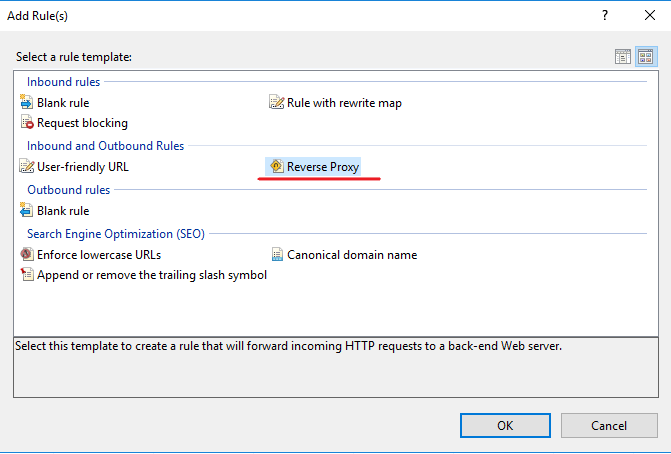 Add Rule(s)
?
Select a rule template:
Inbound rules
Blank rule
Rule with rewrite map
Request blocking
Inbound and Outbound Rules
User-friendly URL
Reverse Proxy
Outbound rules
Blank rule
Search Engine Optimization (SEO)
Enforce lowercase URLs
Canonical domain name
Append or remove the trailing slash symbol
Select this template to create a rule that will forward incoming HTTP requests to a back-end Web server.
OK
Cancel